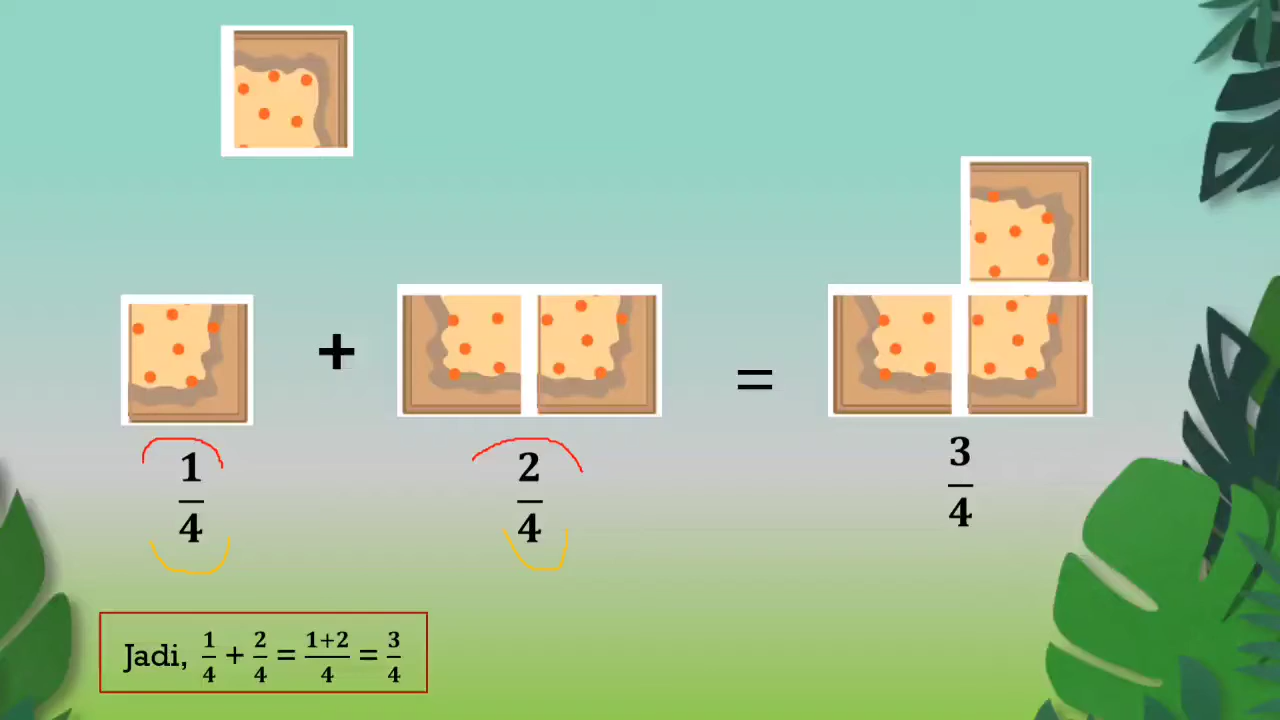 1/4 + 2/4 = 3/4
Jadi, 1/4 + 2/4 = 1+2/4 = 3/4